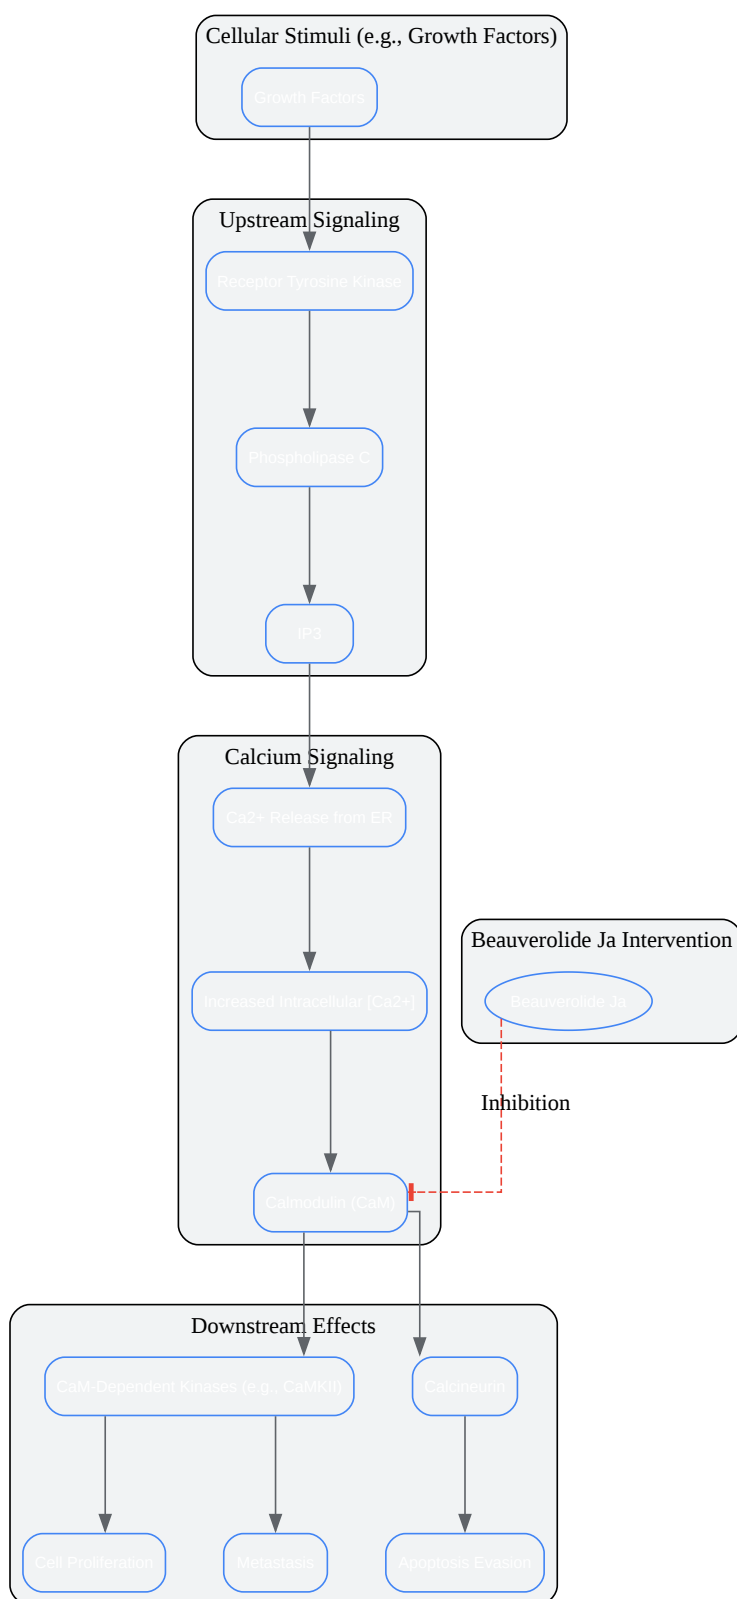 Cellular Stimuli (e.g., Growth Factors)
Growth Factors
Upstream Signaling
Receptor Tyrosine Kinase
Phospholipase C
IP3
Calcium Signaling
Ca2+ Release from ER
Beauverolide Ja Intervention
Increased Intracellular [Ca2+]
Beauverolide Ja
Inhibition
Calmodulin (CaM)
Downstream Effects
CaM-Dependent Kinases (e.g., CaMKII)
Calcineurin
Cell Proliferation
Metastasis
Apoptosis Evasion